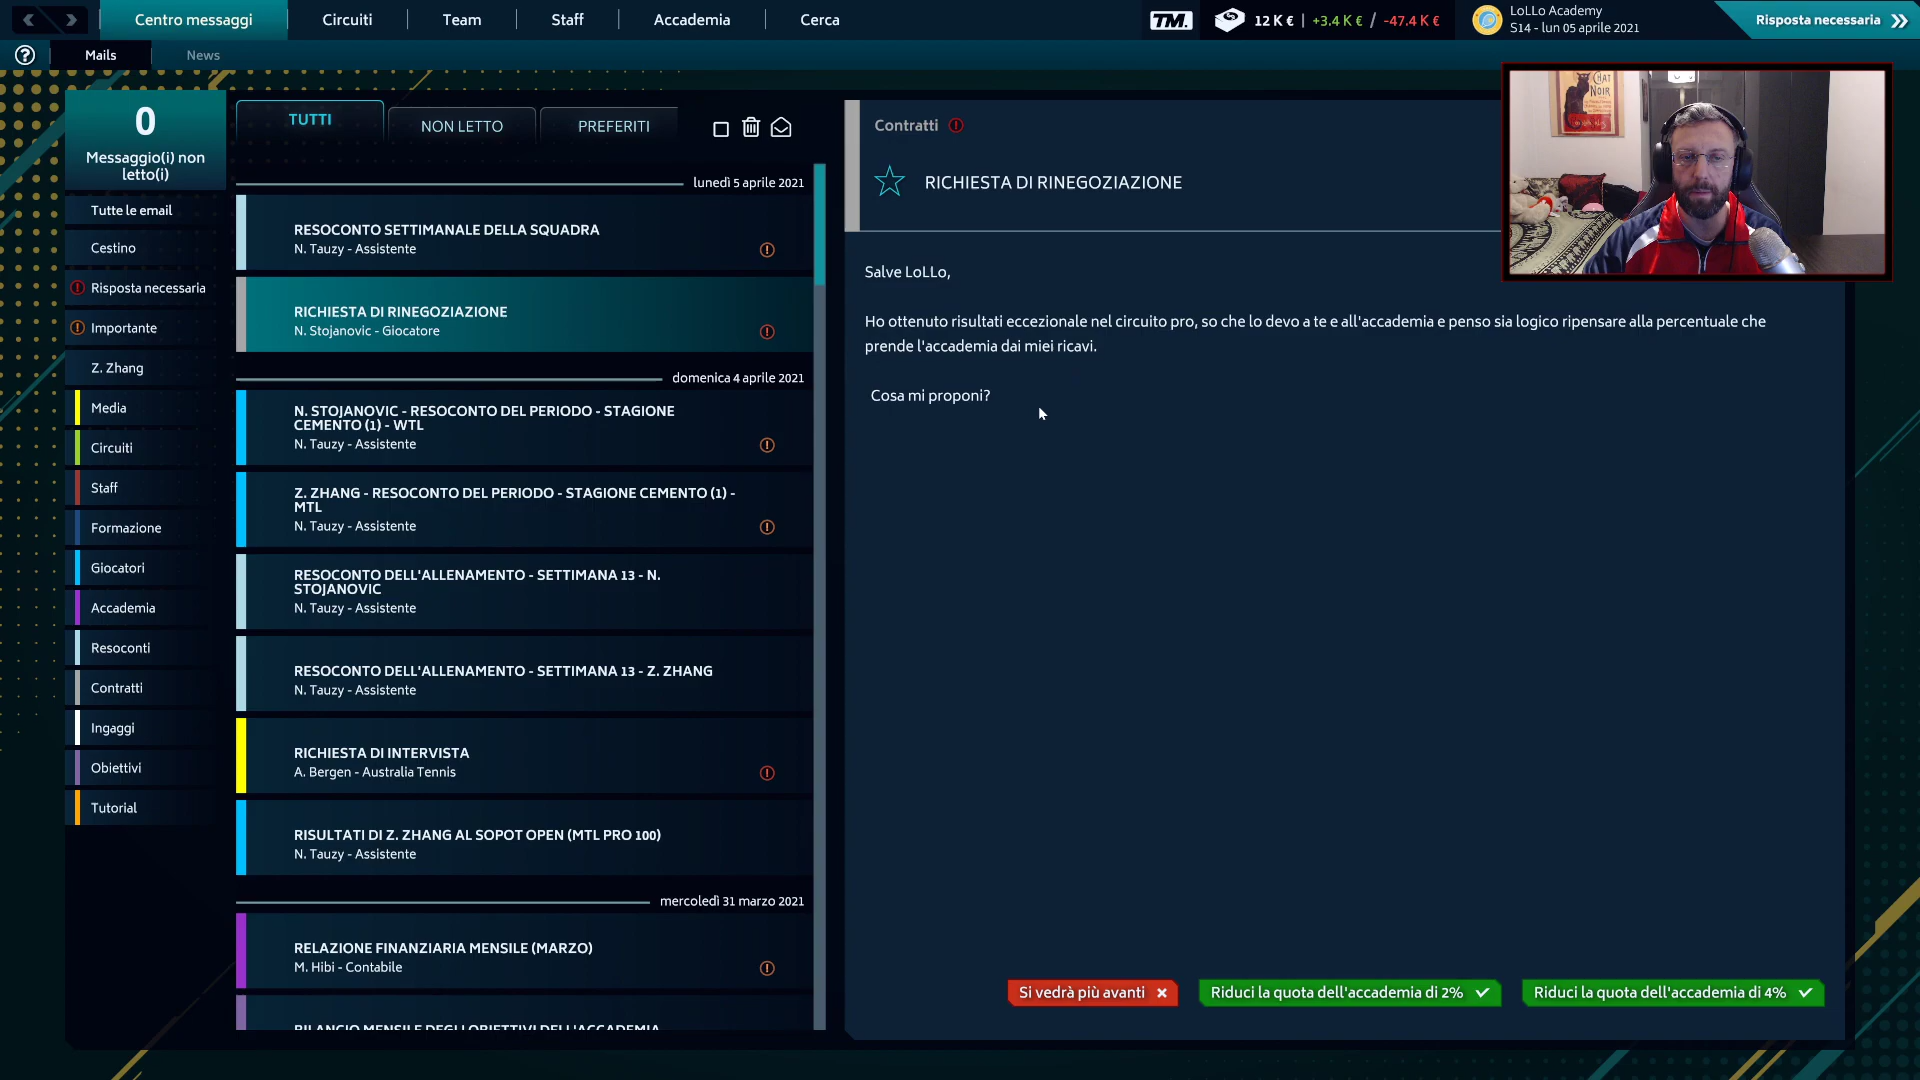 Centro messaggi
Circuiti
Team
Staff
Accademia
Cerca
TM.
12 K € | +3.4 K € / -47.4 K €
LoLLo Academy
S14 - lun 05 aprile 2021
Risposta necessaria
Mails
News
0
Messaggio(i) non
letto(i)
Tutte le email
Cestino
Risposta necessaria
Importante
Z. Zhang
Media
Circuiti
Staff
Formazione
Giocatori
Accademia
Resoconti
Contratti
Ingaggi
Obiettivi
Tutorial
TUTTI
NON LETTO
PREFERITI
lunedì 5 aprile 2021
RESOCONTO SETTIMANALE DELLA SQUADRA
N. Tauzy - Assistente
RICHIESTA DI RINEGOZIAZIONE
N. Stojanovic - Giocatore
domenica 4 aprile 2021
N. STOJANOVIC - RESOCONTO DEL PERIODO - STAGIONE
CEMENTO (1) - WTL
N. Tauzy - Assistente
Z. ZHANG - RESOCONTO DEL PERIODO - STAGIONE CEMENTO (1) -
MTL
N. Tauzy - Assistente
RESOCONTO DELL'ALLENAMENTO - SETTIMANA 13 - N.
STOJANOVIC
N. Tauzy - Assistente
RESOCONTO DELL'ALLENAMENTO - SETTIMANA 13 - Z. ZHANG
N. Tauzy - Assistente
RICHIESTA DI INTERVISTA
A. Bergen - Australia Tennis
RISULTATI DI Z. ZHANG AL SOPOT OPEN (MTL PRO 100)
N. Tauzy - Assistente
mercoledì 31 marzo 2021
RELAZIONE FINANZIARIA MENSILE (MARZO)
M. Hibi - Contabile
BILANCIO MENSILE DEGLI OBIETTIVI DELL'ACCADEMIA
Contratti
RICHIESTA DI RINEGOZIAZIONE
Salve LoLLo,
Ho ottenuto risultati eccezionale nel circuito pro, so che lo devo a te e all'accademia e penso sia logico ripensare alla percentuale che
prende l'accademia dai miei ricavi.
Cosa mi proponi?
Si vedrà più avanti
Riduci la quota dell'accademia di 2%
Riduci la quota dell'accademia di 4%
CHAT
NOIR